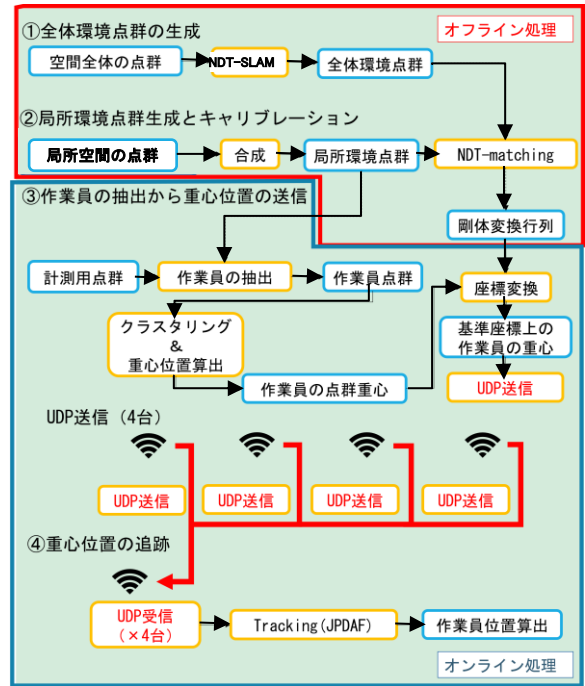 ①全体環境点群の生成
オフライン処理
空間全体の点群
NDT-SLAM
全体環境点群
②局所環境点群生成とキャリブレーション
局所空間の点群
合成
局所環境点群
NDT-matching
③作業員の抽出から重心位置の送信
剛体変換行列
計測用点群
作業員の抽出
作業員点群
座標変換
クラスタリング
&
重心位置算出
基準座標上の
作業員の重心
作業員の点群重心
UDP送信
UDP送信(4台)
UDP送信
UDP送信
UDP送信
UDP送信
④重心位置の追跡
UDP受信
(×4台)
Tracking(JPDAF)
作業員位置算出
オンライン処理